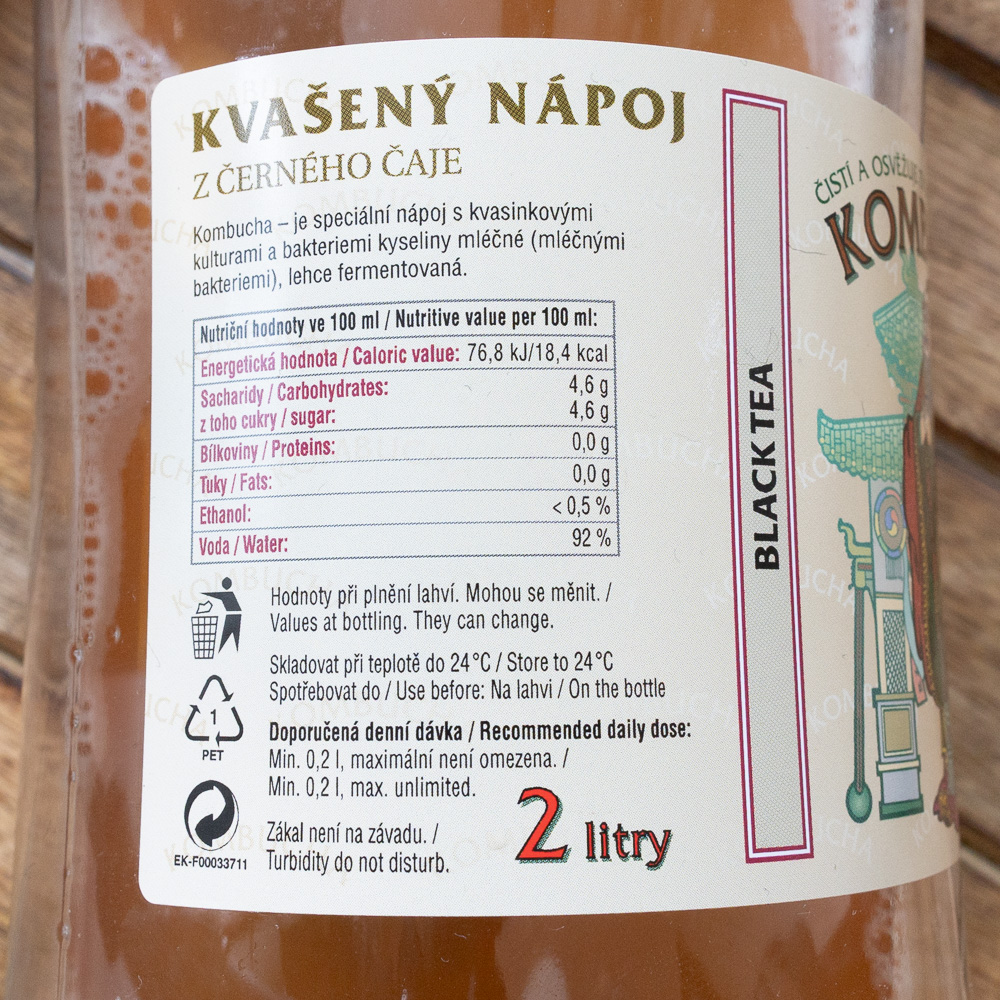 KVAŠENÝ NÁPOJ
Z ČERNÉHO ČAJE
Kombucha – je speciální nápoj s kvasinkovými
kulturami a bakteriemi kyseliny mléčné (mléčnými
bakteriemi), lehce fermentovaná.
Nutriční hodnoty ve 100 ml / Nutritive value per 100 ml:
Energetická hodnota / Caloric value: 76,8 kJ/18,4 kcal
Sacharidy / Carbohydrates: 4,6 g
z toho cukry / sugar: 4,6 g
Bílkoviny / Proteins: 0,0 g
Tuky / Fats: 0,0 g
Ethanol: < 0,5 %
Voda / Water: 92 %
Hodnoty při plnění lahví. Mohou se měnit. /
Values at bottling. They can change.
Skladovat při teplotě do 24°C / Store to 24°C
Spotřebovat do / Use before: Na lahvi / On the bottle
Doporučená denní dávka / Recommended daily dose:
Min. 0,2 l, maximální není omezena. /
Min. 0,2 l, max. unlimited.
Zákal není na závadu. /
Turbidity do not disturb.
1
PET
EK-F00033711
2 litry
BLACK TEA
ČISTÍ A